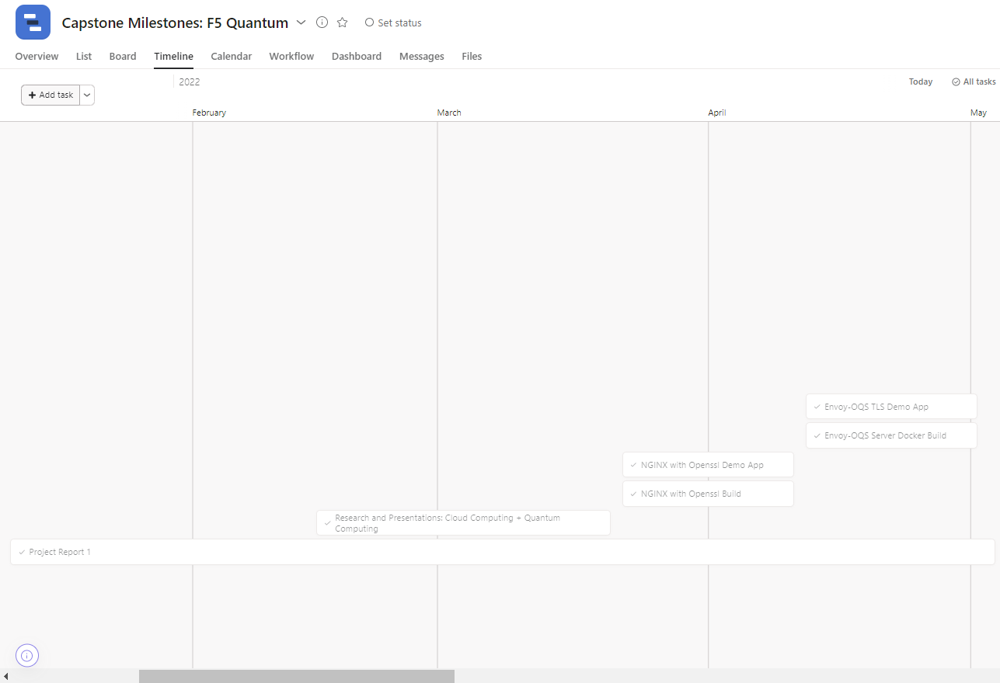 Capstone Milestones: F5 Quantum
Set status
Overview List Board Timeline Calendar Workflow Dashboard Messages Files
2022
Today All tasks
Add task
February March April May
Envoy-OQS TLS Demo App
Envoy-OQS Server Docker Build
NGINX with Openssl Demo App
NGINX with Openssl Build
Research and Presentations: Cloud Computing + Quantum
Computing
Project Report 1